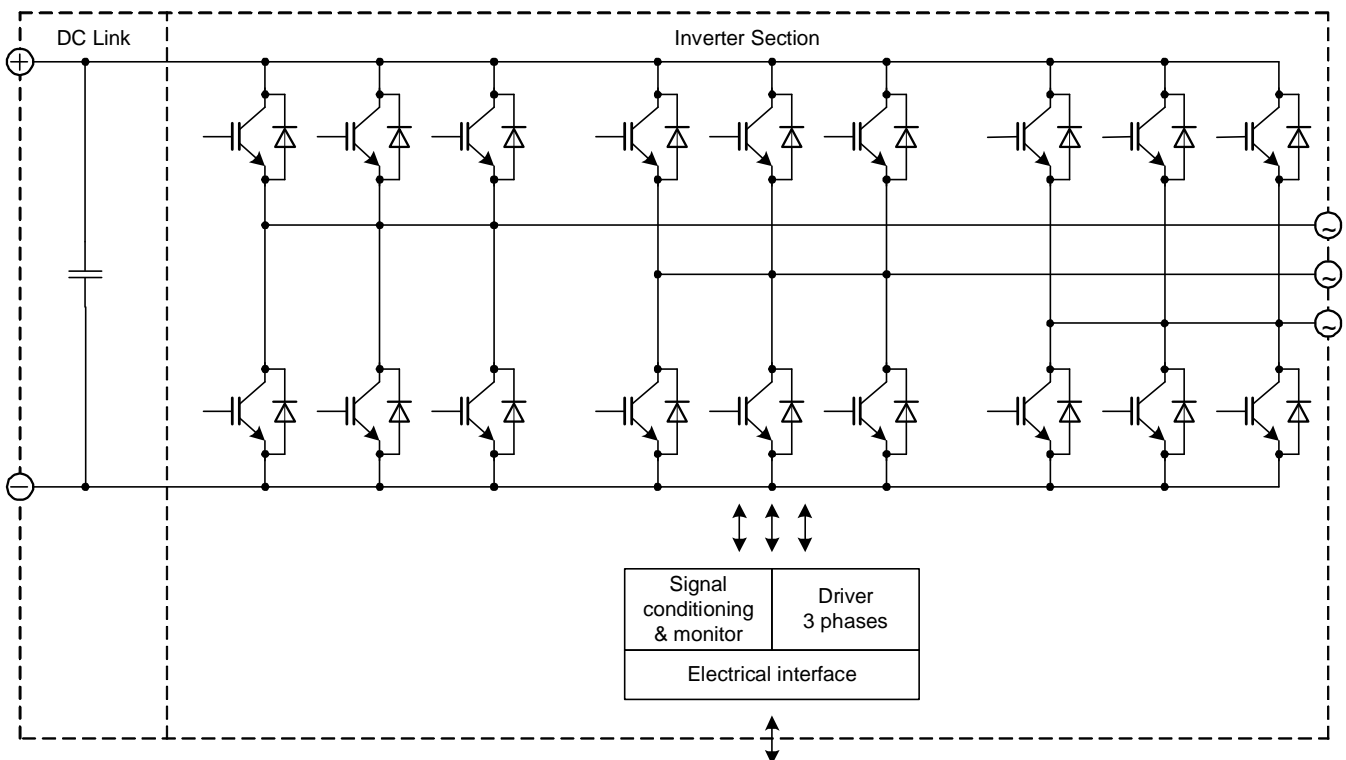 DC Link
Inverter Section
+
~
~
~
−
Signal
conditioning
& monitor
Driver
3 phases
Electrical interface